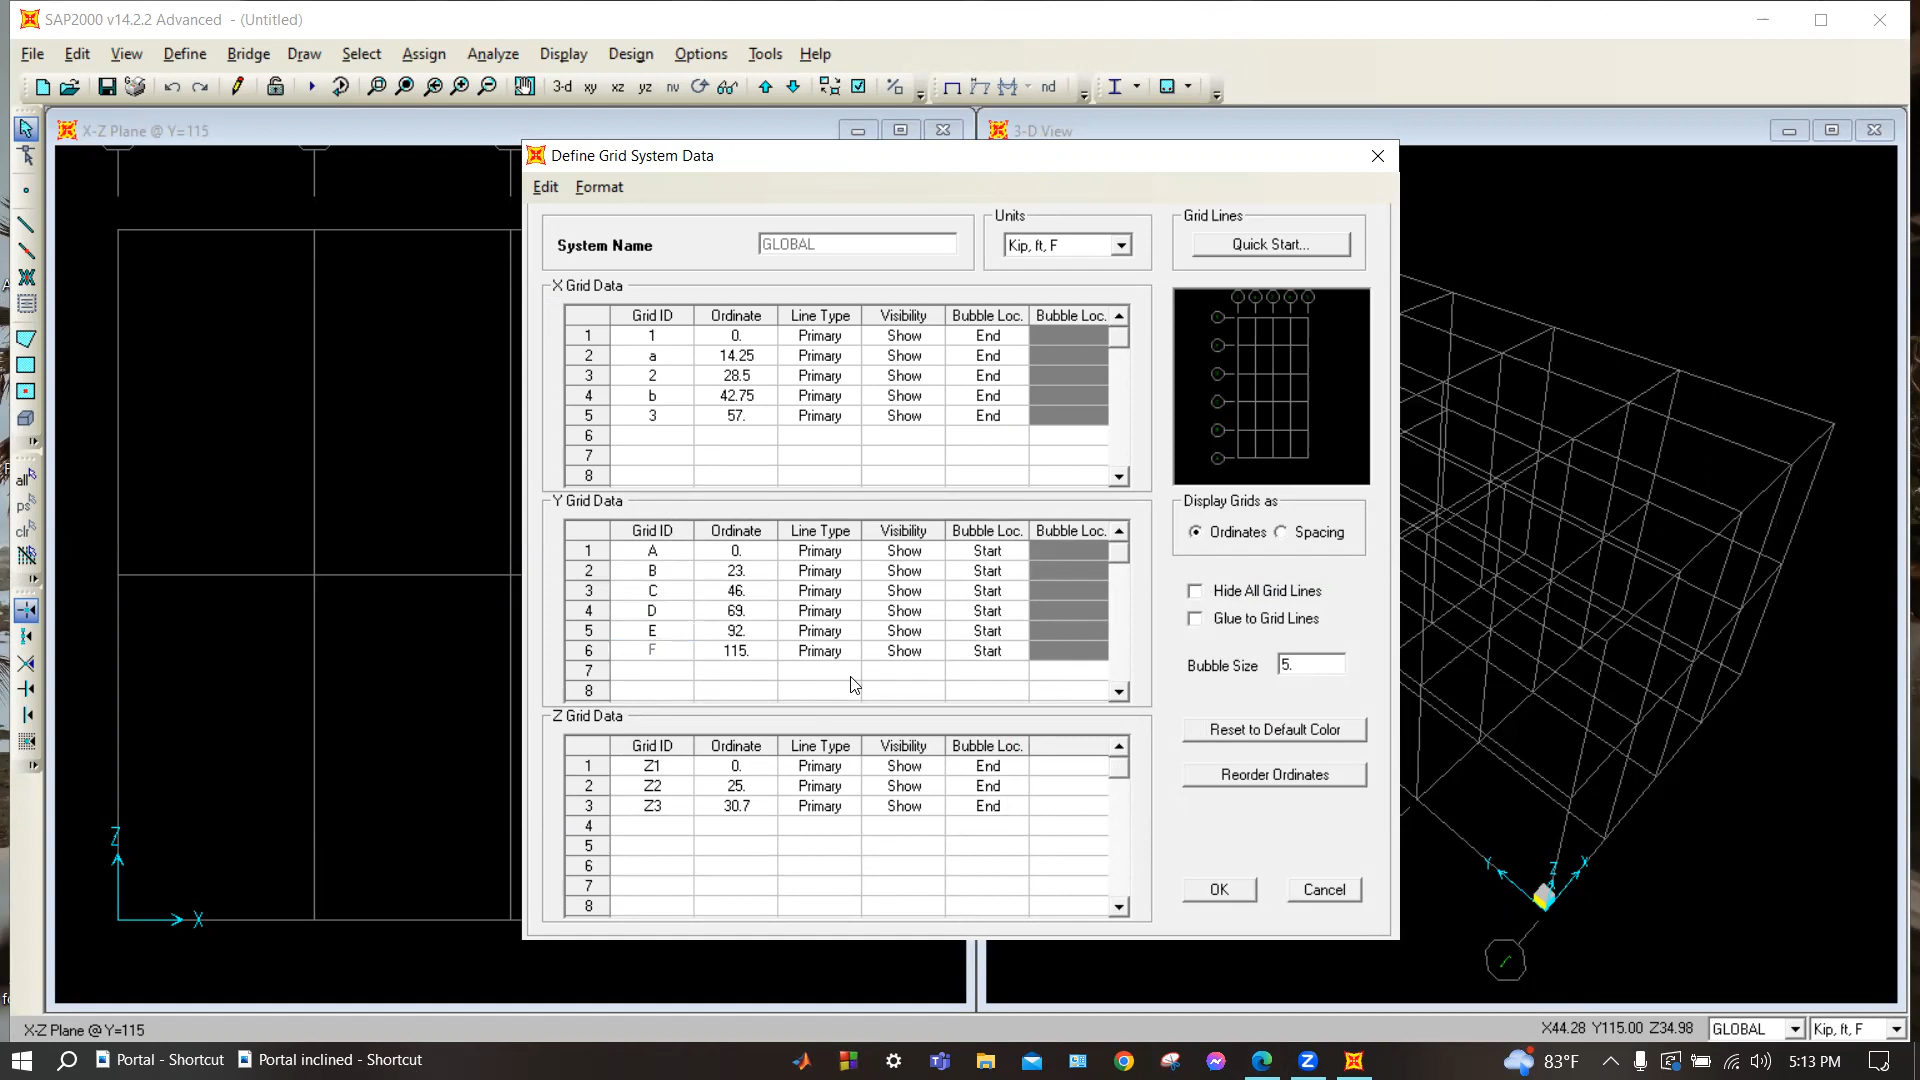 SAP2000 v14.2.2 Advanced - (Untitled)
File Edit View Define Bridge Draw Select Assign Analyze Display Design Options Tools Help
3-d xy xz yz nv nd
X-Z Plane @ Y=115
3-D View
Define Grid System Data
Edit Format
System Name GLOBAL
Units
Kip, ft, F
Grid Lines
Quick Start...
X Grid Data
Grid ID Ordinate Line Type Visibility Bubble Loc. Bubble Loc.
1 1 0. Primary Show End
2 a 14.25 Primary Show End
3 2 28.5 Primary Show End
4 b 42.75 Primary Show End
5 3 57. Primary Show End
6
7
8
Y Grid Data
Grid ID Ordinate Line Type Visibility Bubble Loc. Bubble Loc.
1 A 0. Primary Show Start
2 B 23. Primary Show Start
3 C 46. Primary Show Start
4 D 69. Primary Show Start
5 E 92. Primary Show Start
6 F 115. Primary Show Start
7
8
Z Grid Data
Grid ID Ordinate Line Type Visibility Bubble Loc.
1 Z1 0. Primary Show End
2 Z2 25. Primary Show End
3 Z3 30.7 Primary Show End
4
5
6
7
8
Display Grids as
Ordinates Spacing
Hide All Grid Lines
Glue to Grid Lines
Bubble Size 5.
Reset to Default Color
Reorder Ordinates
OK Cancel
all
ps
clr
Z
X
Y Z X
X-Z Plane @ Y=115
X44.28 Y115.00 Z34.98 GLOBAL Kip, ft, F
Portal - Shortcut Portal inclined - Shortcut
83°F 5:13 PM